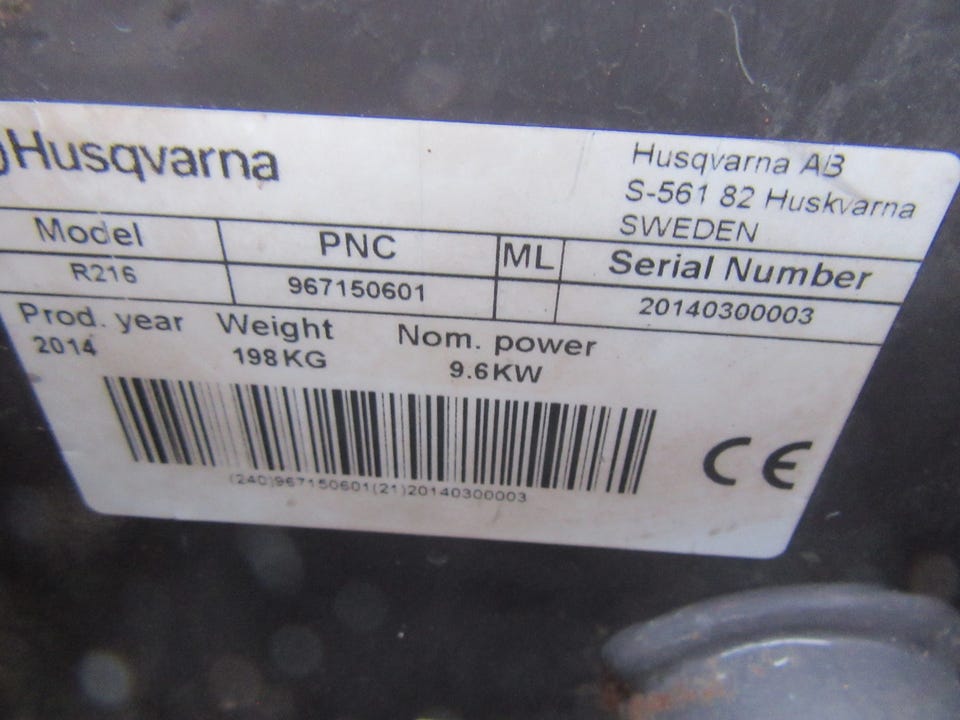 Husqvarna
Husqvarna AB
S-561 82 Huskvarna
SWEDEN
Model PNC ML Serial Number
R216 967150601 20140300003
Prod. year Weight Nom. power
2014 198KG 9.6KW
CE
(240)967150601(21)20140300003